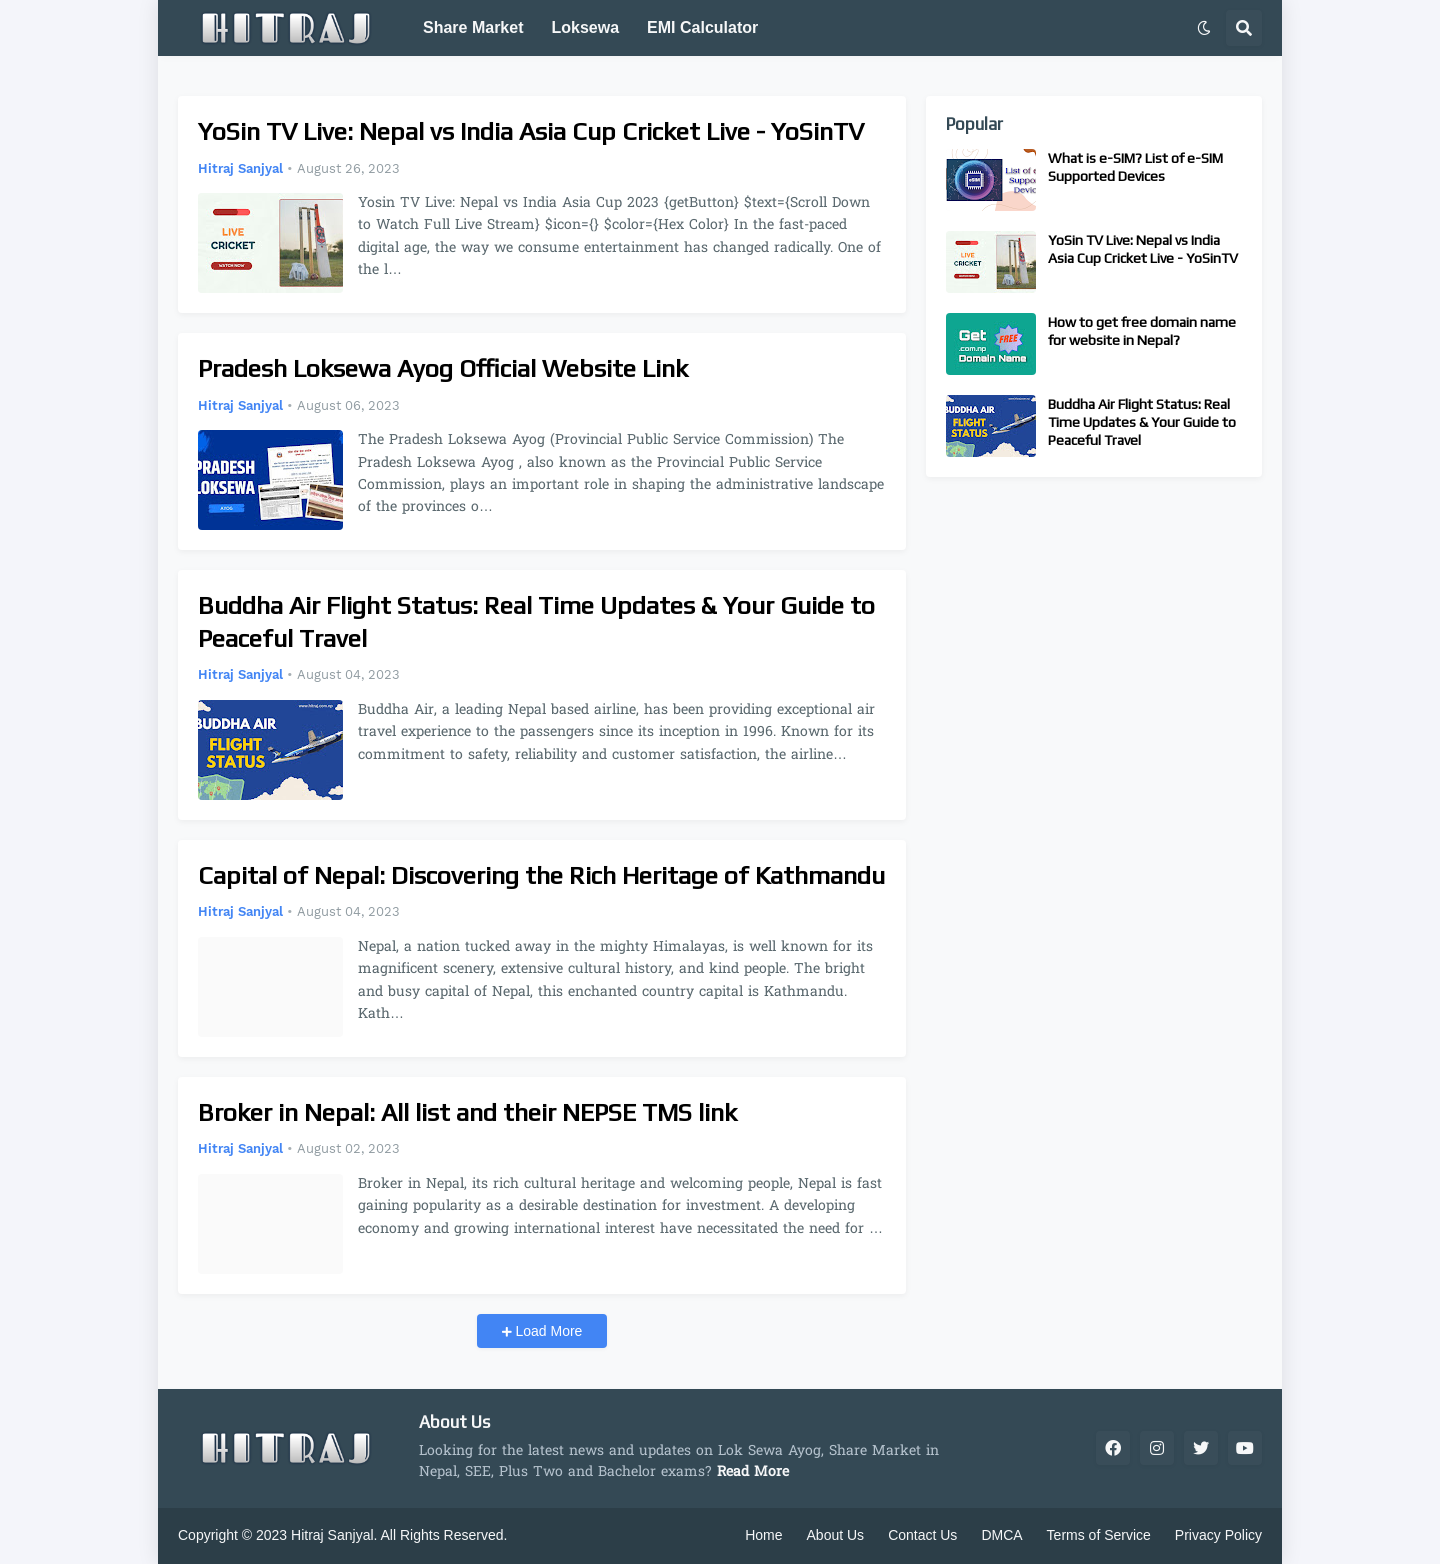 HITRAJ
Share Market
Loksewa
EMI Calculator
YoSin TV Live: Nepal vs India Asia Cup Cricket Live - YoSinTV
Hitraj Sanjyal • August 26, 2023
LIVE
CRICKET
WATCH NOW
Yosin TV Live: Nepal vs India Asia Cup 2023 {getButton} $text={Scroll Down
to Watch Full Live Stream} $icon={} $color={Hex Color} In the fast-paced
digital age, the way we consume entertainment has changed radically. One of
the l…
Pradesh Loksewa Ayog Official Website Link
Hitraj Sanjyal • August 06, 2023
PRADESH
LOKSEWA
AYOG
The Pradesh Loksewa Ayog (Provincial Public Service Commission) The
Pradesh Loksewa Ayog , also known as the Provincial Public Service
Commission, plays an important role in shaping the administrative landscape
of the provinces o…
Buddha Air Flight Status: Real Time Updates & Your Guide to
Peaceful Travel
Hitraj Sanjyal • August 04, 2023
www.hitraj.com.np
BUDDHA AIR
FLIGHT
STATUS
Buddha Air, a leading Nepal based airline, has been providing exceptional air
travel experience to the passengers since its inception in 1996. Known for its
commitment to safety, reliability and customer satisfaction, the airline…
Capital of Nepal: Discovering the Rich Heritage of Kathmandu
Hitraj Sanjyal • August 04, 2023
Nepal, a nation tucked away in the mighty Himalayas, is well known for its
magnificent scenery, extensive cultural history, and kind people. The bright
and busy capital of Nepal, this enchanted country capital is Kathmandu.
Kath…
Broker in Nepal: All list and their NEPSE TMS link
Hitraj Sanjyal • August 02, 2023
Broker in Nepal, its rich cultural heritage and welcoming people, Nepal is fast
gaining popularity as a desirable destination for investment. A developing
economy and growing international interest have necessitated the need for …
+ Load More
Popular
eSIM
List of e
Suppo
Devic
What is e-SIM? List of e-SIM
Supported Devices
LIVE
CRICKET
WATCH NOW
YoSin TV Live: Nepal vs India
Asia Cup Cricket Live - YoSinTV
Get
FREE
.com.np
Domain Name
How to get free domain name
for website in Nepal?
BUDDHA AIR
FLIGHT
STATUS
Buddha Air Flight Status: Real
Time Updates & Your Guide to
Peaceful Travel
HITRAJ
About Us
Looking for the latest news and updates on Lok Sewa Ayog, Share Market in
Nepal, SEE, Plus Two and Bachelor exams? Read More
Copyright © 2023 Hitraj Sanjyal. All Rights Reserved.
Home
About Us
Contact Us
DMCA
Terms of Service
Privacy Policy